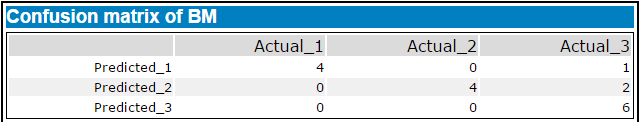 Confusion matrix of BM
Actual_1 Actual_2 Actual_3
Predicted_1 4 0 1
Predicted_2 0 4 2
Predicted_3 0 0 6